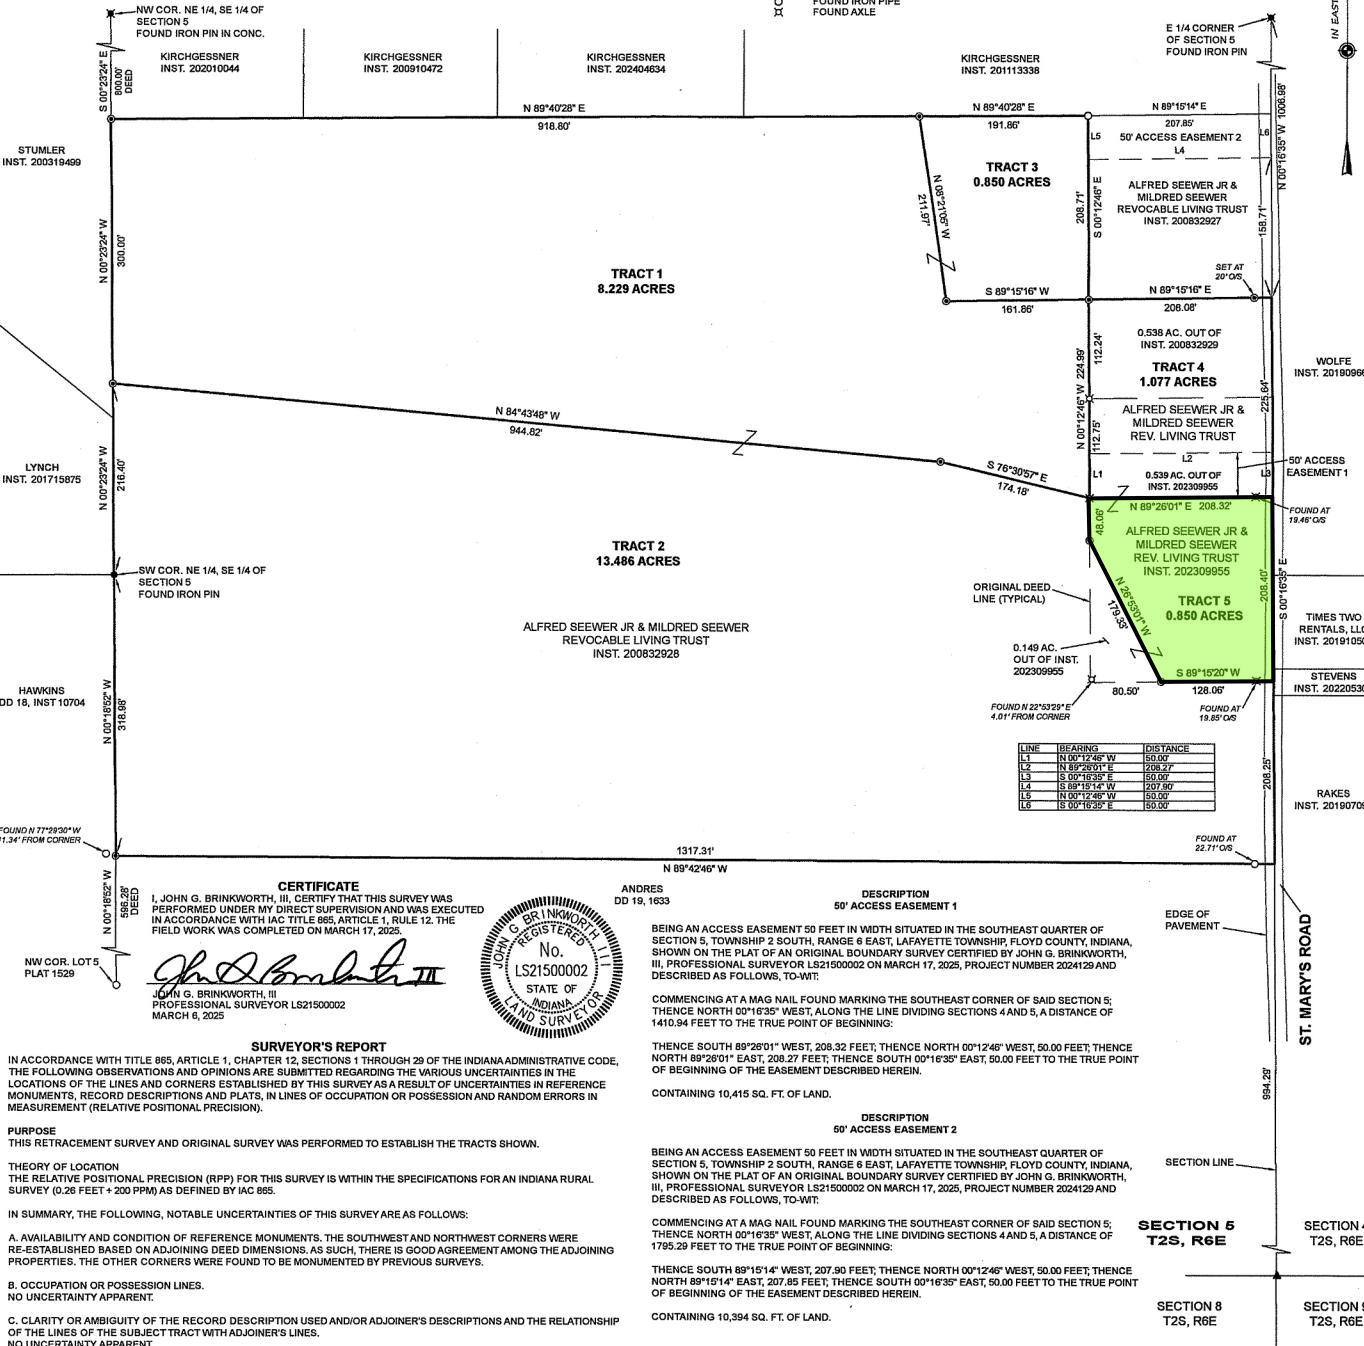 NW COR. NE 1/4, SE 1/4 OF
SECTION 5
FOUND IRON PIN IN CONC.
FOUND IRON PIPE
FOUND AXLE
E 1/4 CORNER
OF SECTION 5
FOUND IRON PIN
IN EAST
S 00°23'24" E
800.00'
DEED
KIRCHGESSNER
INST. 202010044
KIRCHGESSNER
INST. 200910472
KIRCHGESSNER
INST. 202404634
KIRCHGESSNER
INST. 201113338
N 00°16'35" W 1006.98'
N 89°40'28" E
918.80'
N 89°40'28" E
191.86'
N 89°15'14" E
207.85'
L5
50' ACCESS EASEMENT 2
L4
L6
STUMLER
INST. 200319499
TRACT 3
0.850 ACRES
ALFRED SEEWER JR &
MILDRED SEEWER
REVOCABLE LIVING TRUST
INST. 200832927
N 08°21'05" W
211.97'
208.71'
S 00°12'46" E
158.71'
N 00°23'24" W
300.00'
TRACT 1
8.229 ACRES
SET AT
20' O/S
S 89°15'16" W
161.86'
N 89°15'16" E
208.08'
0.538 AC. OUT OF
INST. 200832929
TRACT 4
1.077 ACRES
N 00°12'46" W 224.99'
112.24'
112.75'
225.64'
WOLFE
INST. 2019096
ALFRED SEEWER JR &
MILDRED SEEWER
REV. LIVING TRUST
N 84°43'48" W
944.82'
S 76°30'57" E
174.18'
L2
L1
L3
0.539 AC. OUT OF
INST. 202309955
50' ACCESS
EASEMENT 1
LYNCH
INST. 201715875
N 00°23'24" W
216.40'
N 89°26'01" E 208.32'
FOUND AT
19.46' O/S
48.06'
ALFRED SEEWER JR &
MILDRED SEEWER
REV. LIVING TRUST
INST. 202309955
TRACT 5
0.850 ACRES
208.40'
S 00°16'35" E
N 26°53'01" W
179.33'
TRACT 2
13.486 ACRES
SW COR. NE 1/4, SE 1/4 OF
SECTION 5
FOUND IRON PIN
ORIGINAL DEED
LINE (TYPICAL)
TIMES TWO
RENTALS, LLC
INST. 2019105
ALFRED SEEWER JR & MILDRED SEEWER
REVOCABLE LIVING TRUST
INST. 200832928
0.149 AC.
OUT OF INST.
202309955
S 89°15'20" W
128.06'
80.50'
STEVENS
INST. 2022053
HAWKINS
DD 18, INST 10704
N 00°18'52" W
318.98'
FOUND N 22°53'29" E
4.01' FROM CORNER
FOUND AT
19.85' O/S
LINE BEARING DISTANCE
L1 N 00°12'46" W 50.00'
L2 N 89°26'01" E 208.27'
L3 S 00°16'35" E 50.00'
L4 S 89°15'14" W 207.90'
L5 N 00°12'46" W 50.00'
L6 S 00°16'35" E 50.00'
208.25'
RAKES
INST. 2019070
FOUND N 77°29'30" W
1.34' FROM CORNER
FOUND AT
22.71' O/S
1317.31'
N 89°42'46" W
N 00°18'52" W
596.28'
DEED
NW COR. LOT 5
PLAT 1529
CERTIFICATE
I, JOHN G. BRINKWORTH, III, CERTIFY THAT THIS SURVEY WAS
PERFORMED UNDER MY DIRECT SUPERVISION AND WAS EXECUTED
IN ACCORDANCE WITH IAC TITLE 865, ARTICLE 1, RULE 12. THE
FIELD WORK WAS COMPLETED ON MARCH 17, 2025.
JOHN G. BRINKWORTH, III
PROFESSIONAL SURVEYOR LS21500002
MARCH 6, 2025
JOHN G BRINKWORTH III
REGISTERED
No.
LS21500002
STATE OF
INDIANA
LAND SURVEYOR
ANDRES
DD 19, 1633
DESCRIPTION
50' ACCESS EASEMENT 1
BEING AN ACCESS EASEMENT 50 FEET IN WIDTH SITUATED IN THE SOUTHEAST QUARTER OF
SECTION 5, TOWNSHIP 2 SOUTH, RANGE 6 EAST, LAFAYETTE TOWNSHIP, FLOYD COUNTY, INDIANA,
SHOWN ON THE PLAT OF AN ORIGINAL BOUNDARY SURVEY CERTIFIED BY JOHN G. BRINKWORTH,
III, PROFESSIONAL SURVEYOR LS21500002 ON MARCH 17, 2025, PROJECT NUMBER 2024129 AND
DESCRIBED AS FOLLOWS, TO-WIT:
COMMENCING AT A MAG NAIL FOUND MARKING THE SOUTHEAST CORNER OF SAID SECTION 5;
THENCE NORTH 00°16'35" WEST, ALONG THE LINE DIVIDING SECTIONS 4 AND 5, A DISTANCE OF
1410.94 FEET TO THE TRUE POINT OF BEGINNING:
THENCE SOUTH 89°26'01" WEST, 208.32 FEET; THENCE NORTH 00°12'46" WEST, 50.00 FEET; THENCE
NORTH 89°26'01" EAST, 208.27 FEET; THENCE SOUTH 00°16'35" EAST, 50.00 FEET TO THE TRUE POINT
OF BEGINNING OF THE EASEMENT DESCRIBED HEREIN.
CONTAINING 10,415 SQ. FT. OF LAND.
DESCRIPTION
50' ACCESS EASEMENT 2
BEING AN ACCESS EASEMENT 50 FEET IN WIDTH SITUATED IN THE SOUTHEAST QUARTER OF
SECTION 5, TOWNSHIP 2 SOUTH, RANGE 6 EAST, LAFAYETTE TOWNSHIP, FLOYD COUNTY, INDIANA,
SHOWN ON THE PLAT OF AN ORIGINAL BOUNDARY SURVEY CERTIFIED BY JOHN G. BRINKWORTH,
III, PROFESSIONAL SURVEYOR LS21500002 ON MARCH 17, 2025, PROJECT NUMBER 2024129 AND
DESCRIBED AS FOLLOWS, TO-WIT:
COMMENCING AT A MAG NAIL FOUND MARKING THE SOUTHEAST CORNER OF SAID SECTION 5;
THENCE NORTH 00°16'35" WEST, ALONG THE LINE DIVIDING SECTIONS 4 AND 5, A DISTANCE OF
1795.29 FEET TO THE TRUE POINT OF BEGINNING:
THENCE SOUTH 89°15'14" WEST, 207.90 FEET; THENCE NORTH 00°12'46" WEST, 50.00 FEET; THENCE
NORTH 89°15'14" EAST, 207.85 FEET; THENCE SOUTH 00°16'35" EAST, 50.00 FEET TO THE TRUE POINT
OF BEGINNING OF THE EASEMENT DESCRIBED HEREIN.
CONTAINING 10,394 SQ. FT. OF LAND.
SURVEYOR'S REPORT
IN ACCORDANCE WITH TITLE 865, ARTICLE 1, CHAPTER 12, SECTIONS 1 THROUGH 29 OF THE INDIANA ADMINISTRATIVE CODE,
THE FOLLOWING OBSERVATIONS AND OPINIONS ARE SUBMITTED REGARDING THE VARIOUS UNCERTAINTIES IN THE
LOCATIONS OF THE LINES AND CORNERS ESTABLISHED BY THIS SURVEY AS A RESULT OF UNCERTAINTIES IN REFERENCE
MONUMENTS, RECORD DESCRIPTIONS AND PLATS, IN LINES OF OCCUPATION OR POSSESSION AND RANDOM ERRORS IN
MEASUREMENT (RELATIVE POSITIONAL PRECISION).
PURPOSE
THIS RETRACEMENT SURVEY AND ORIGINAL SURVEY WAS PERFORMED TO ESTABLISH THE TRACTS SHOWN.
THEORY OF LOCATION
THE RELATIVE POSITIONAL PRECISION (RPP) FOR THIS SURVEY IS WITHIN THE SPECIFICATIONS FOR AN INDIANA RURAL
SURVEY (0.26 FEET + 200 PPM) AS DEFINED BY IAC 865.
IN SUMMARY, THE FOLLOWING, NOTABLE UNCERTAINTIES OF THIS SURVEY ARE AS FOLLOWS:
A. AVAILABILITY AND CONDITION OF REFERENCE MONUMENTS. THE SOUTHWEST AND NORTHWEST CORNERS WERE
RE-ESTABLISHED BASED ON ADJOINING DEED DIMENSIONS. AS SUCH, THERE IS GOOD AGREEMENT AMONG THE ADJOINING
PROPERTIES. THE OTHER CORNERS WERE FOUND TO BE MONUMENTED BY PREVIOUS SURVEYS.
B. OCCUPATION OR POSSESSION LINES.
NO UNCERTAINTY APPARENT.
C. CLARITY OR AMBIGUITY OF THE RECORD DESCRIPTION USED AND/OR ADJOINER'S DESCRIPTIONS AND THE RELATIONSHIP
OF THE LINES OF THE SUBJECT TRACT WITH ADJOINER'S LINES.
NO UNCERTAINTY APPARENT
EDGE OF
PAVEMENT
ST. MARY'S ROAD
994.29'
SECTION LINE
SECTION 5
T2S, R6E
SECTION 4
T2S, R6E
SECTION 8
T2S, R6E
SECTION 9
T2S, R6E